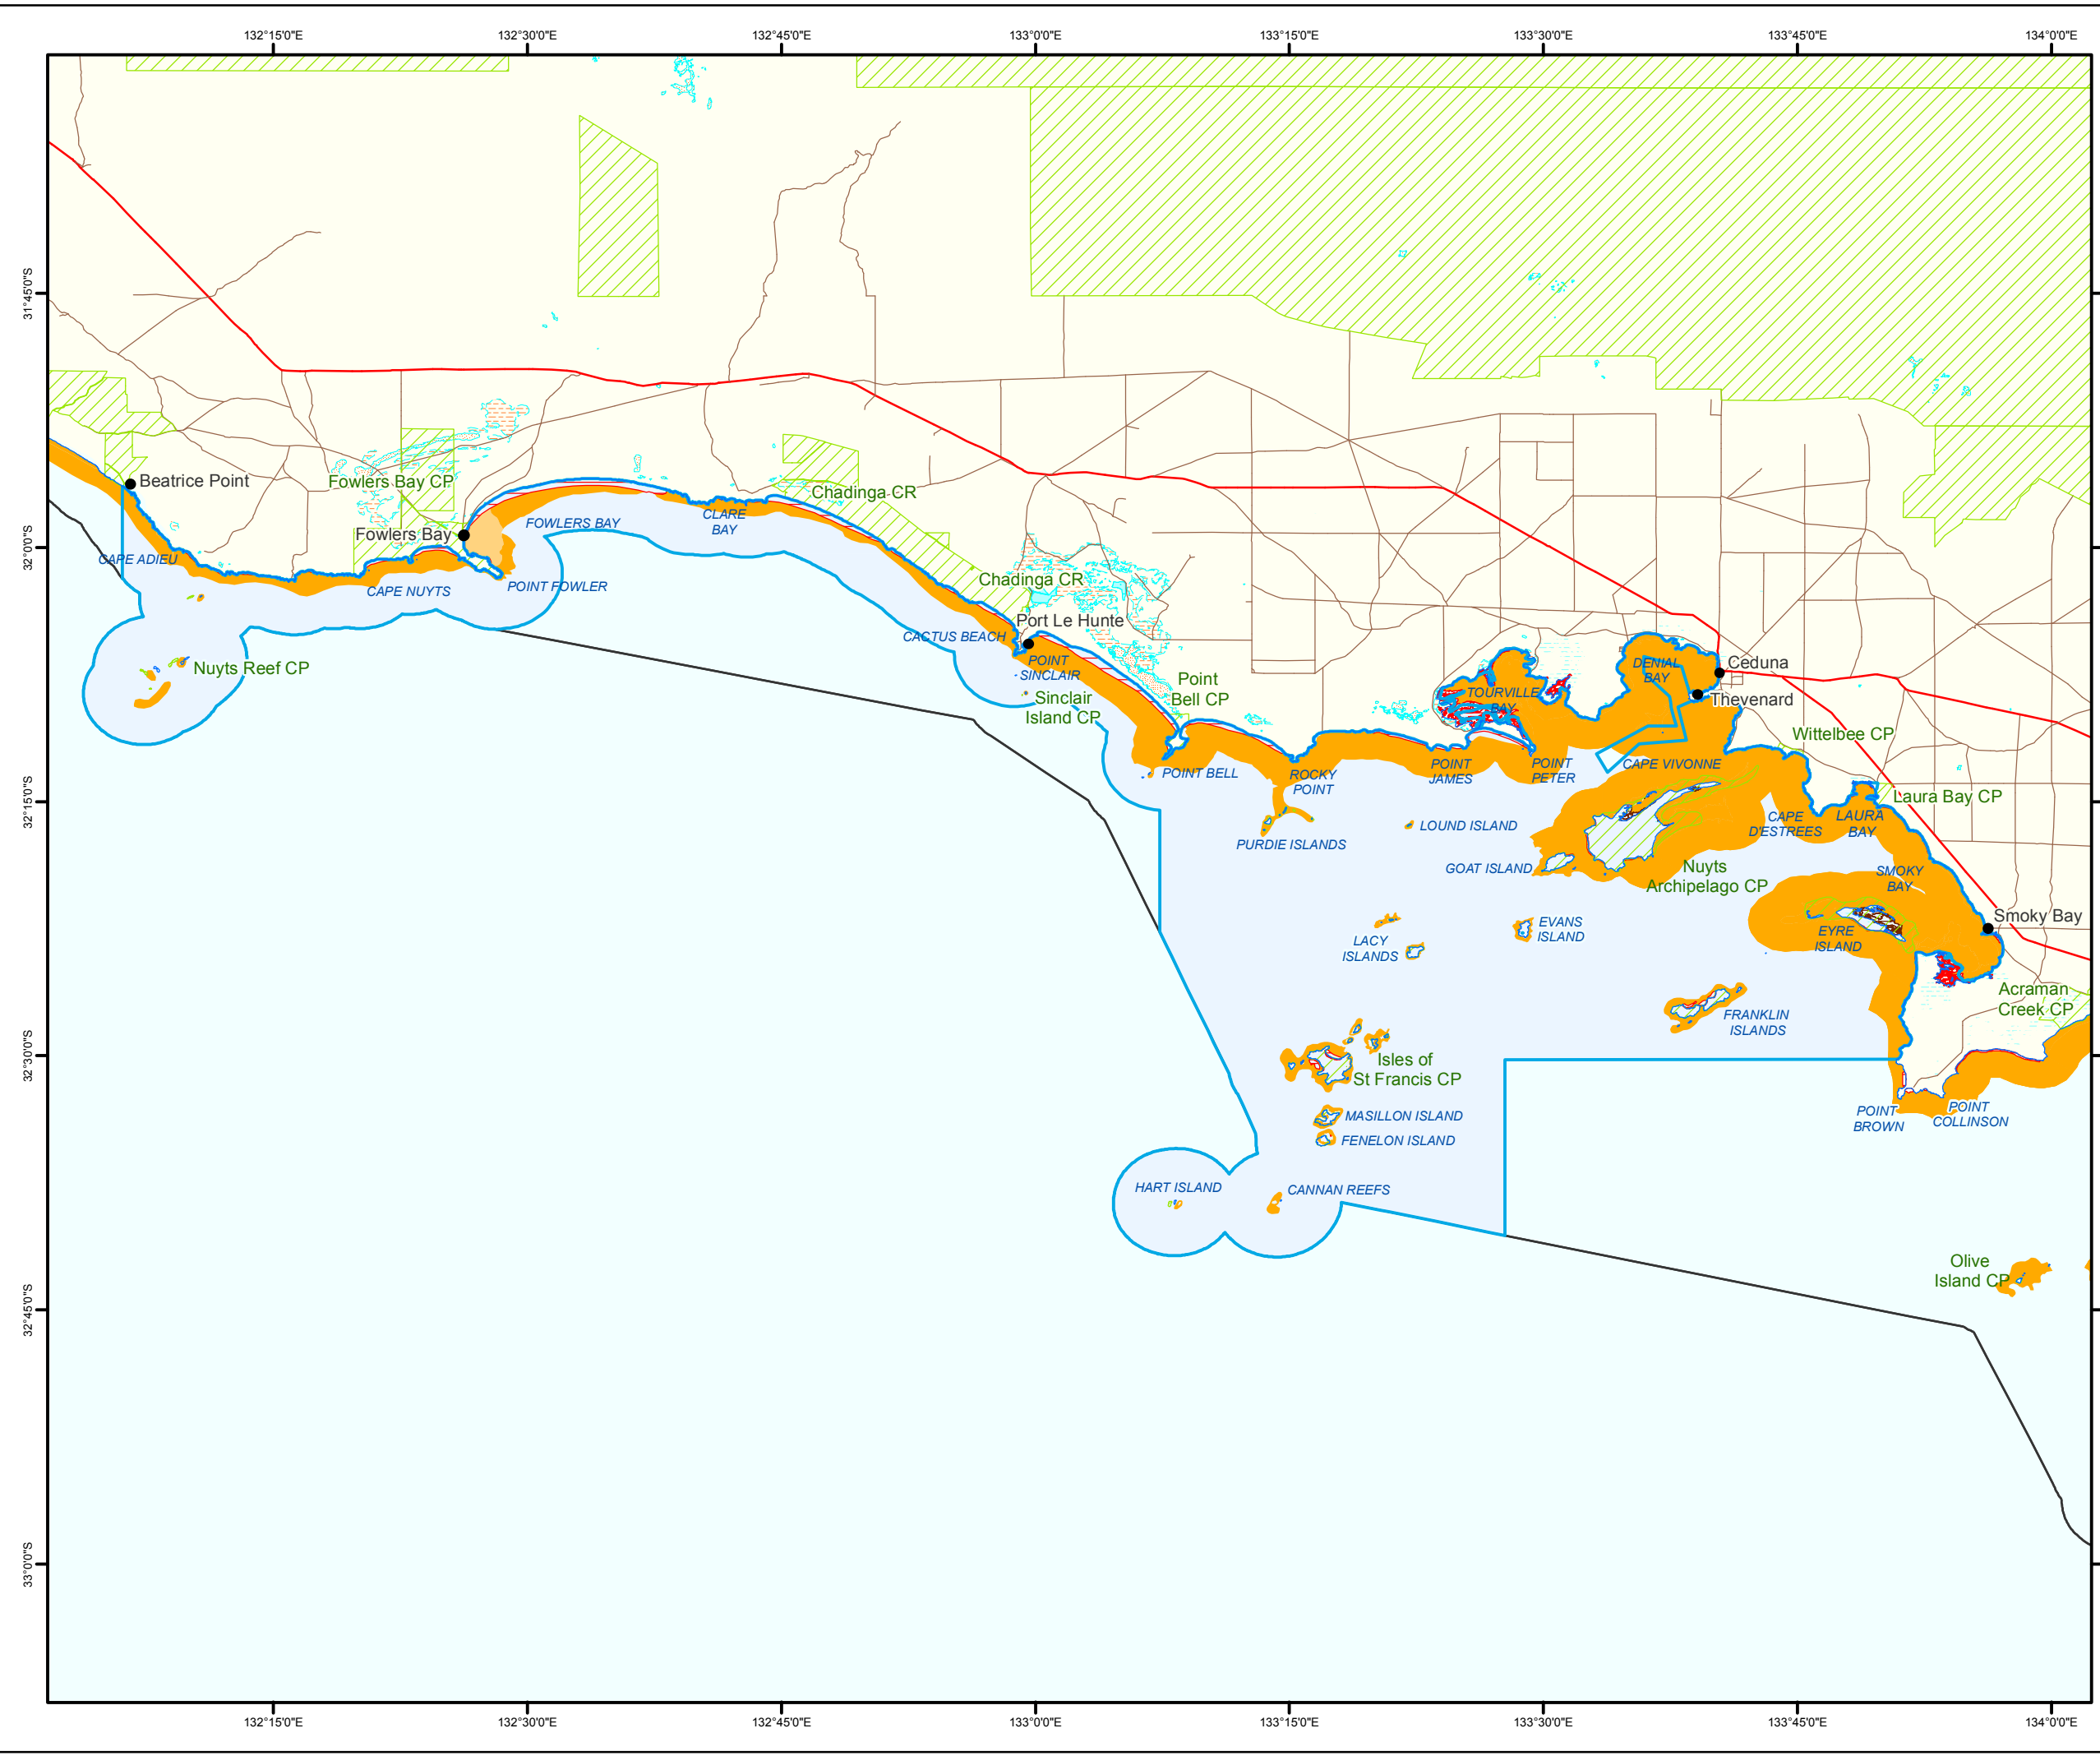 132°15'0"E
132°30'0"E
132°45'0"E
133°0'0"E
133°15'0"E
133°30'0"E
133°45'0"E
134°0'0"E
31°45'0"S
32°0'0"S
32°15'0"S
32°30'0"S
32°45'0"S
33°0'0"S
Beatrice Point
Fowlers Bay CP
Chadinga CR
FOWLERS BAY
CLARE
BAY
Fowlers Bay
CAPE ADIEU
CAPE NUYTS
POINT FOWLER
Chadinga CR
Port Le Hunte
CACTUS BEACH
POINT
SINCLAIR
Nuyts Reef CP
Sinclair
Island CP
Point
Bell CP
TOURVILLE
BAY
DENIAL
BAY
Ceduna
Thevenard
Wittelbee CP
POINT BELL
ROCKY
POINT
POINT
JAMES
POINT
PETER
CAPE VIVONNE
Laura Bay CP
CAPE
D'ESTREES
LAURA
BAY
LOUND ISLAND
PURDIE ISLANDS
GOAT ISLAND
Nuyts
Archipelago CP
SMOKY
BAY
Smoky Bay
EVANS
ISLAND
LACY
ISLANDS
EYRE
ISLAND
Acraman
Creek CP
FRANKLIN
ISLANDS
Isles of
St Francis CP
MASILLON ISLAND
FENELON ISLAND
POINT
BROWN
POINT
COLLINSON
HART ISLAND
CANNAN REEFS
Olive
Island CP
132°15'0"E
132°30'0"E
132°45'0"E
133°0'0"E
133°15'0"E
133°30'0"E
133°45'0"E
134°0'0"E